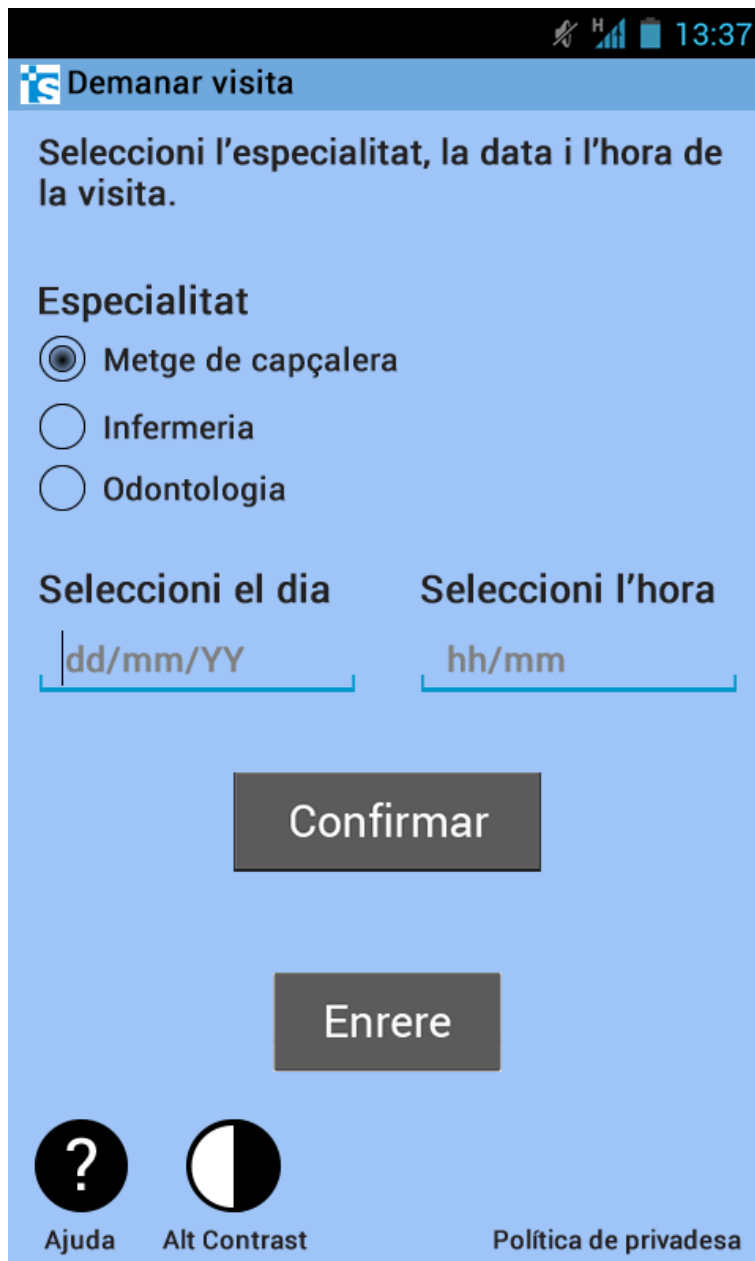 H 13:37
is Demanar visita
Seleccioni l'especialitat, la data i l'hora de
la visita.
Especialitat
Metge de capçalera
Infermeria
Odontologia
Seleccioni el dia Seleccioni l'hora
dd/mm/YY hh/mm
Confirmar
Enrere
?
Ajuda Alt Contrast Política de privadesa